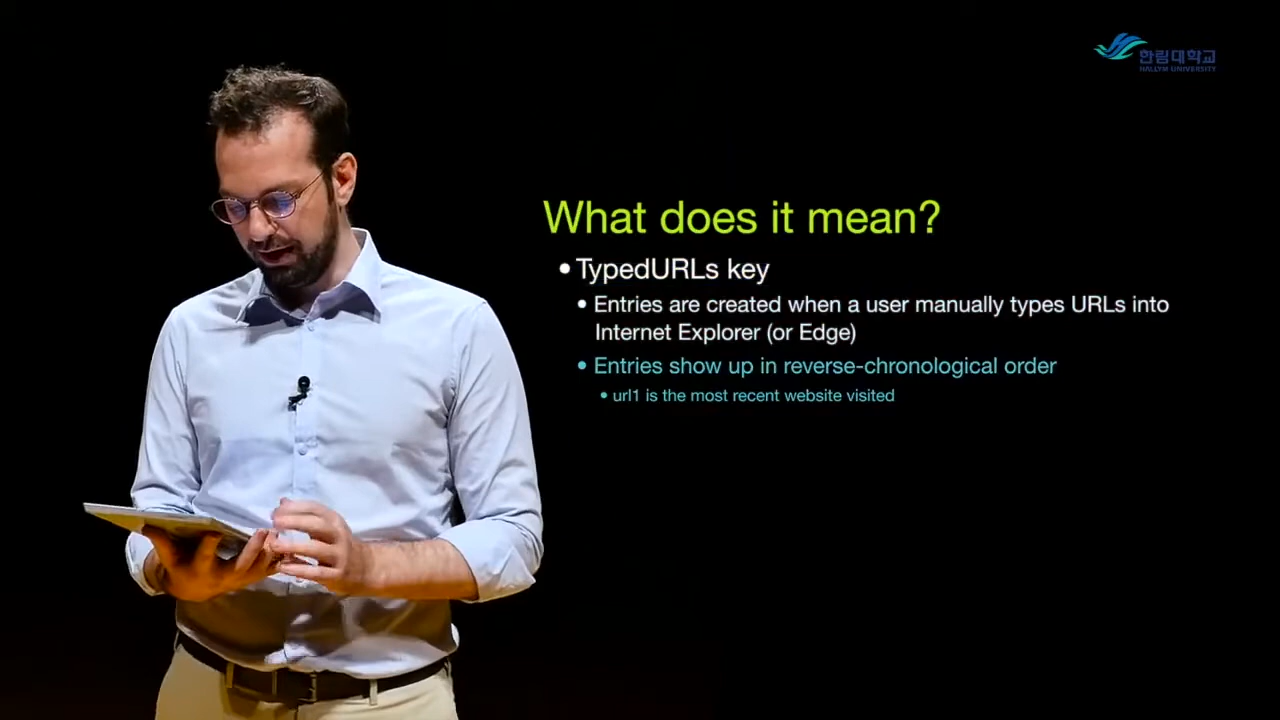 한림대학교
HALLYM UNIVERSITY
What does it mean?
• TypedURLs key
• Entries are created when a user manually types URLs into
Internet Explorer (or Edge)
• Entries show up in reverse-chronological order
• url1 is the most recent website visited